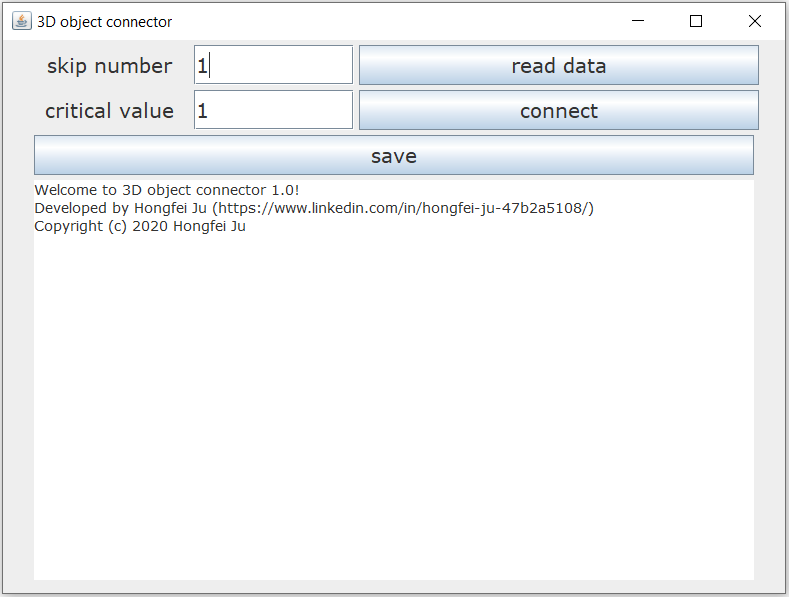 3D object connector
skip number 1 read data
critical value 1 connect
save
Welcome to 3D object connector 1.0!
Developed by Hongfei Ju (https://www.linkedin.com/in/hongfei-ju-47b2a5108/)
Copyright (c) 2020 Hongfei Ju